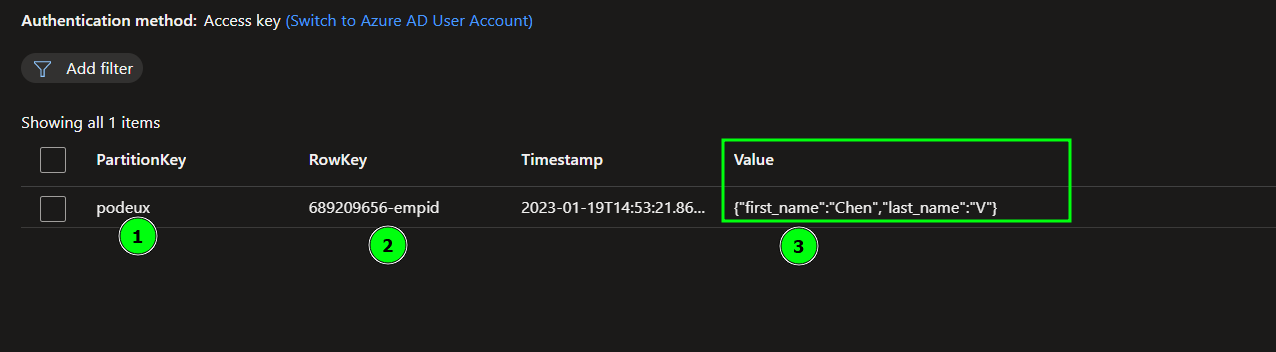 Authentication method: Access key (Switch to Azure AD User Account)
Add filter
Showing all 1 items
PartitionKey RowKey Timestamp Value
podeux 689209656-empid 2023-01-19T14:53:21.86... {"first_name":"Chen","last_name":"V"}
1 2 3